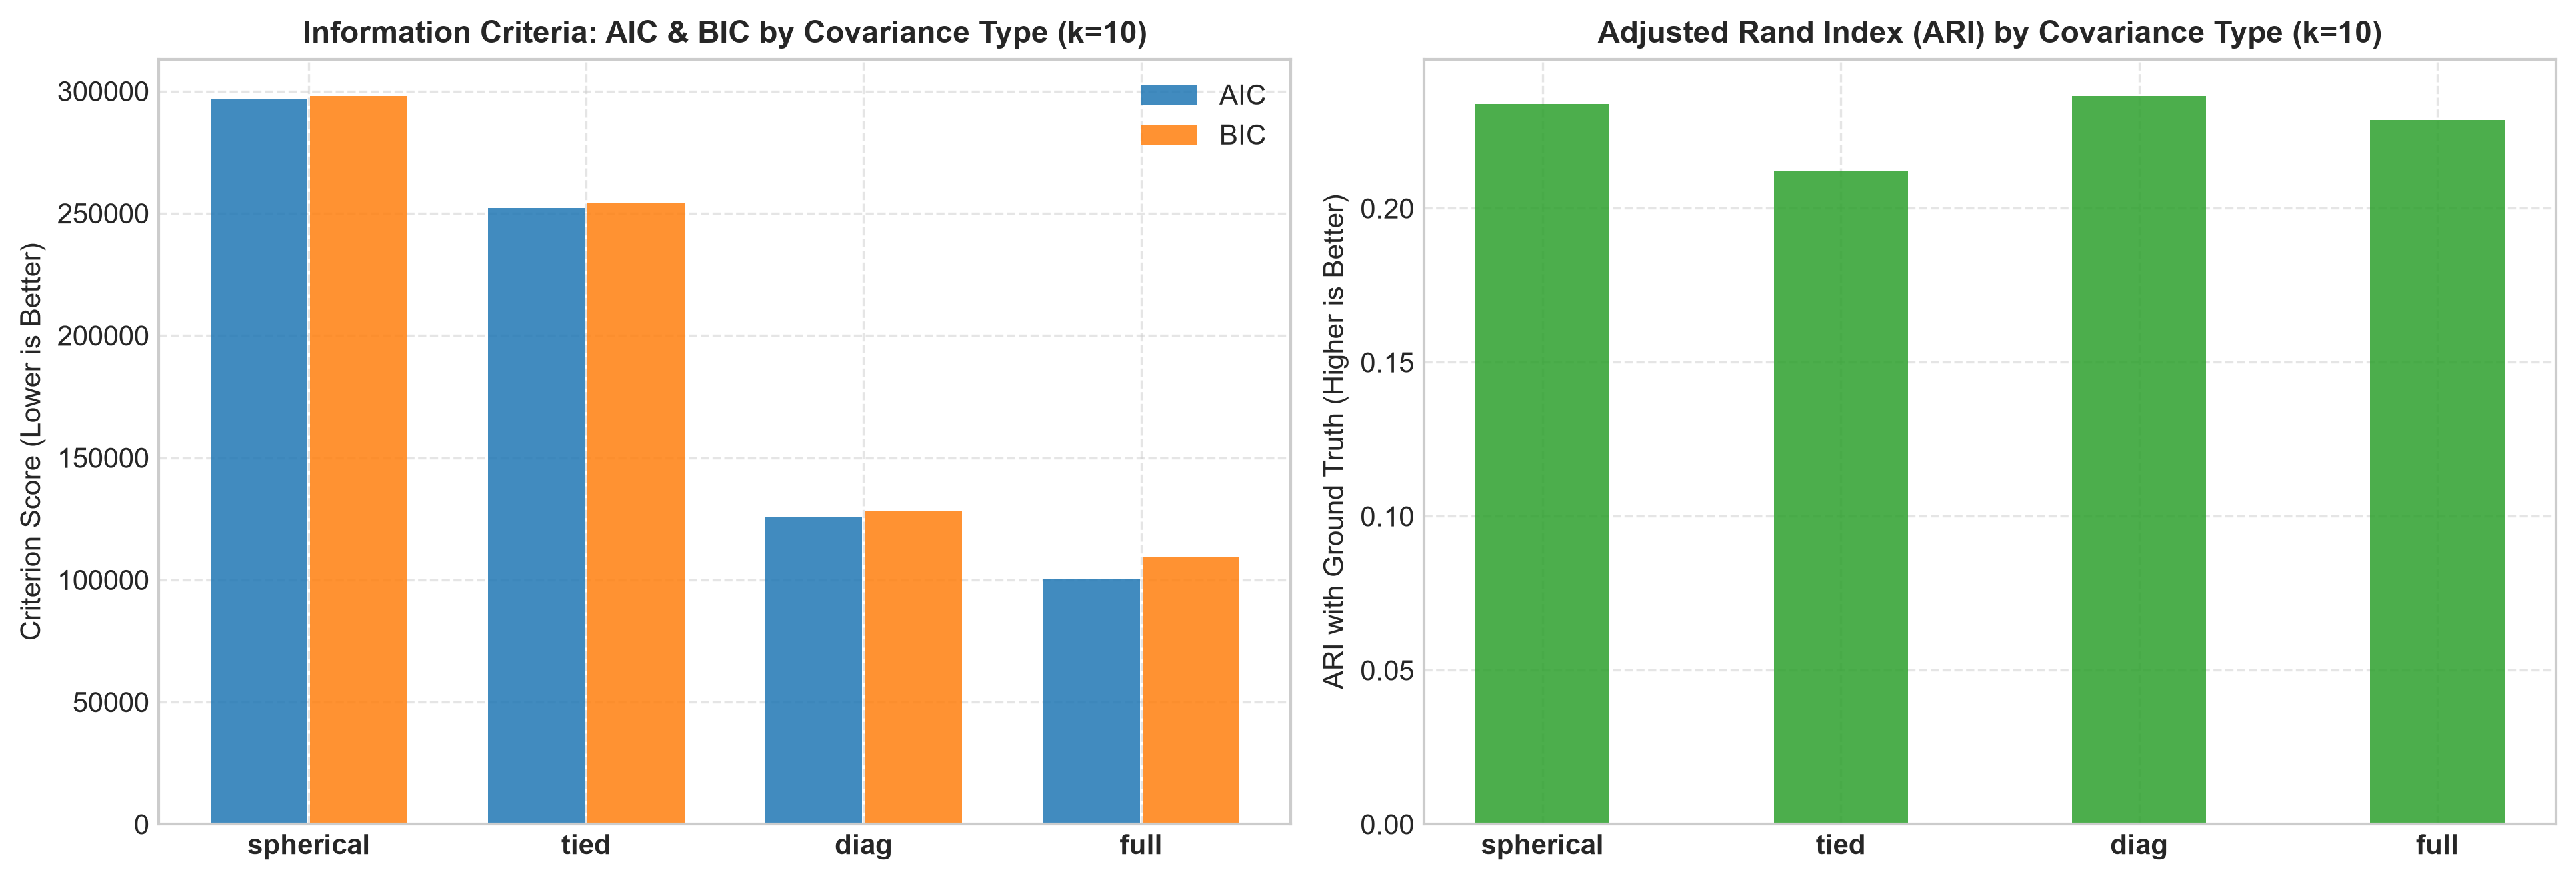 Information Criteria: AIC & BIC by Covariance Type (k=10)
Criterion Score (Lower is Better)
300000
250000
200000
150000
100000
50000
0
AIC
BIC
spherical
tied
diag
full
Adjusted Rand Index (ARI) by Covariance Type (k=10)
ARI with Ground Truth (Higher is Better)
0.20
0.15
0.10
0.05
0.00
spherical
tied
diag
full